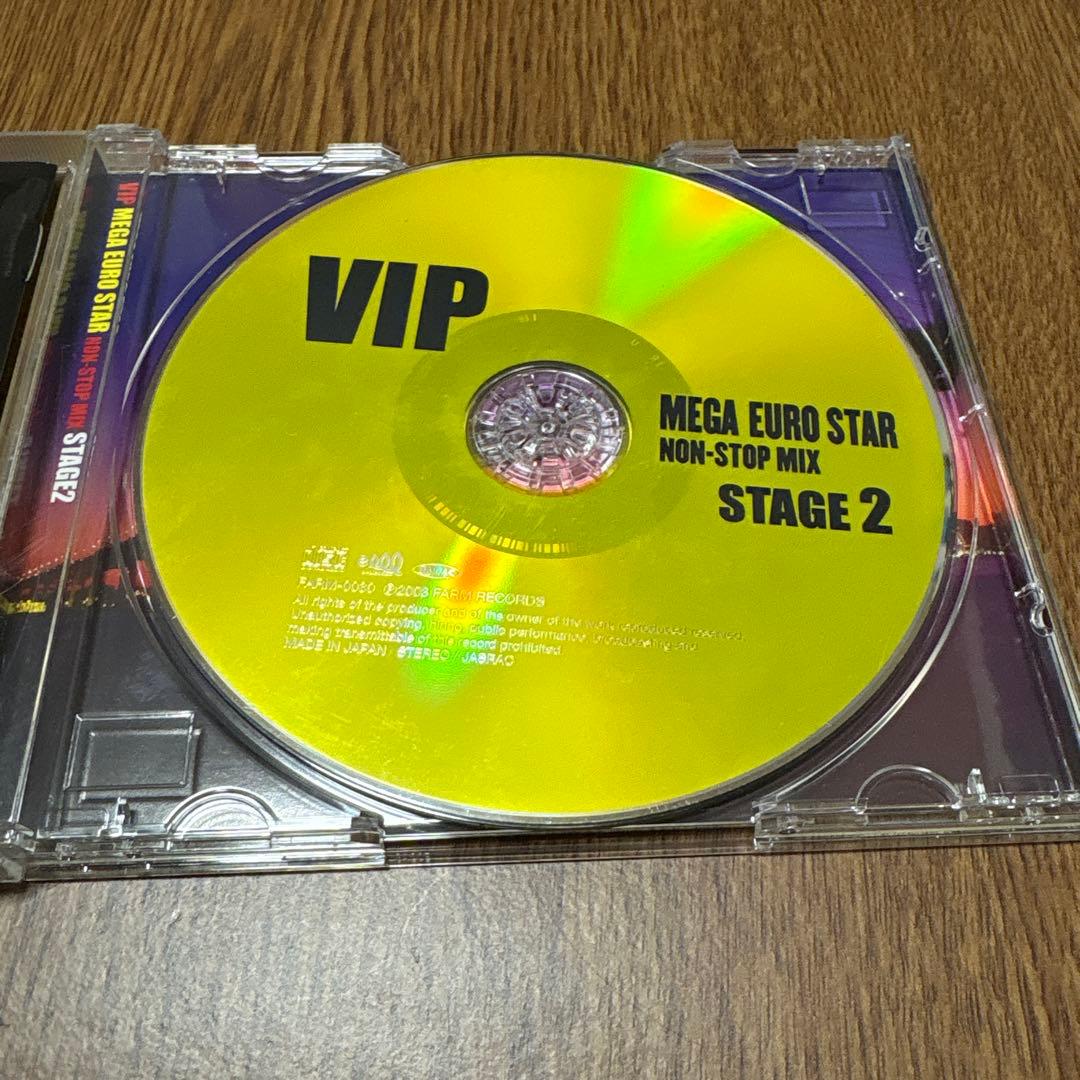 VIP MEGA EURO STAR NON-STOP MIX STAGE2
VIP
MEGA EURO STAR
NON-STOP MIX
STAGE 2
FARM-0030 ℗2003 FARM RECORDS
All rights of the producer and of the owner of the work reproduced reserved.
Unauthorized copying, hiring, public performance, broadcasting and
making transmittable of the record prohibited.
MADE IN JAPAN · STEREO / JASRAC